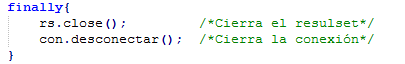 finally{
rs.close(); /*Cierra el resulset*/
con.desconectar(); /*Cierra la conexión*/
}